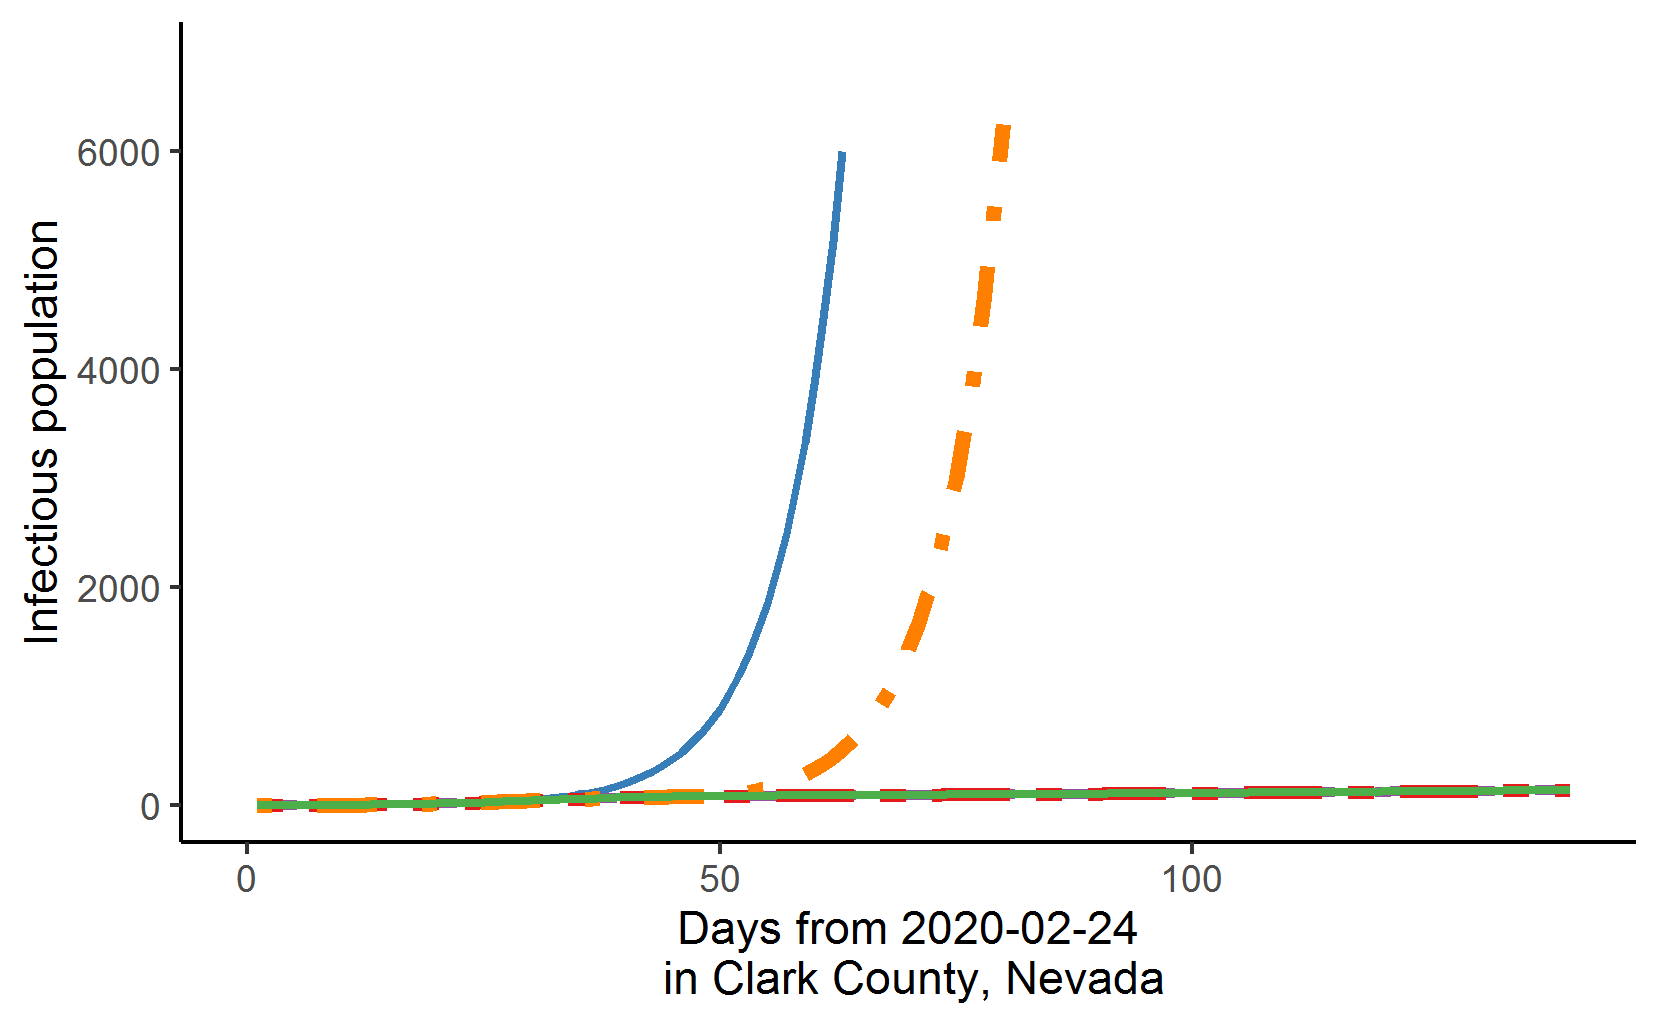 Infectious population
6000
4000
2000
0
0 50 100
Days from 2020-02-24
in Clark County, Nevada